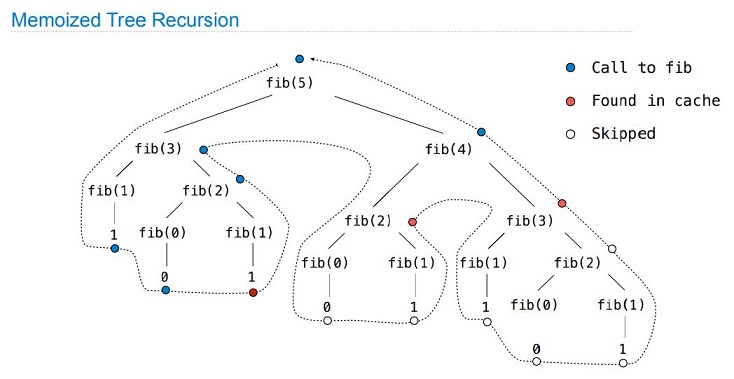 Memoized Tree Recursion
fib(5)
Call to fib
Found in cache
Skipped
fib(3)
fib(4)
fib(1)
fib(2)
fib(2)
fib(3)
1
fib(0)
fib(1)
fib(0)
fib(1)
fib(1)
fib(2)
0
1
0
1
1
fib(0)
fib(1)
0
1